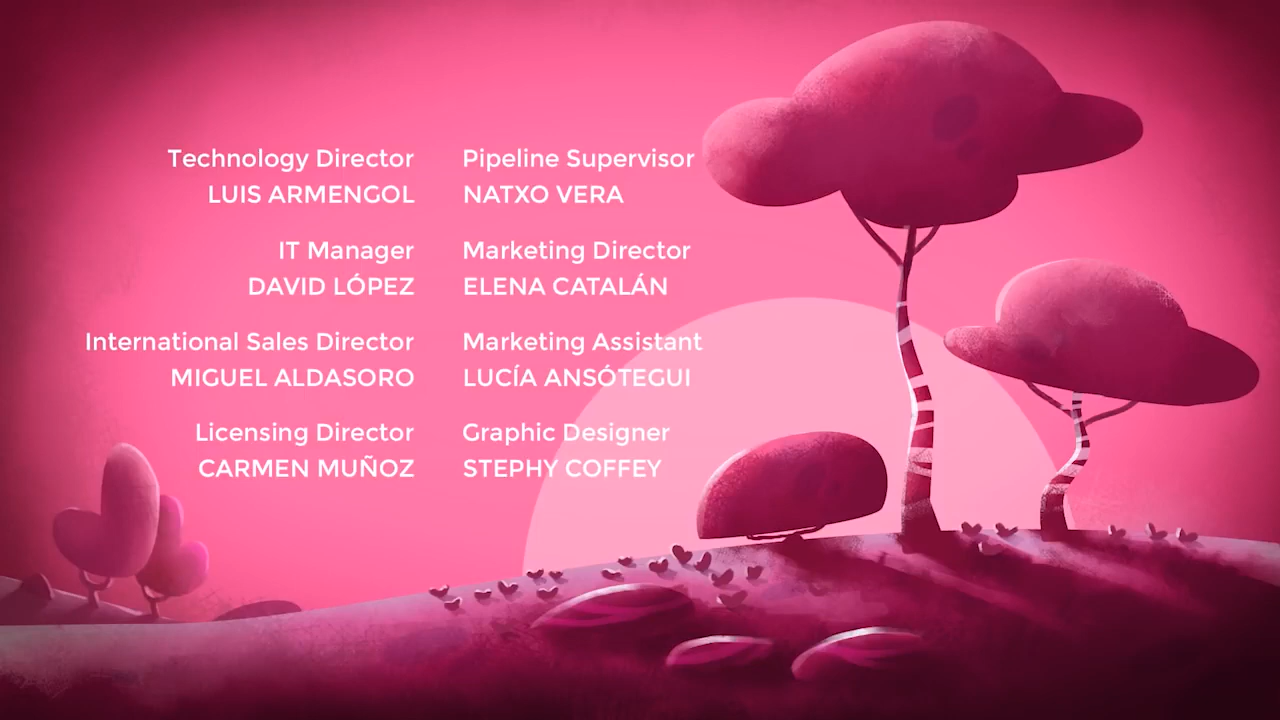 Technology Director
LUIS ARMENGOL
IT Manager
DAVID LÓPEZ
International Sales Director
MIGUEL ALDASORO
Licensing Director
CARMEN MUÑOZ
Pipeline Supervisor
NATXO VERA
Marketing Director
ELENA CATALÁN
Marketing Assistant
LUCÍA ANSÓTEGUI
Graphic Designer
STEPHY COFFEY